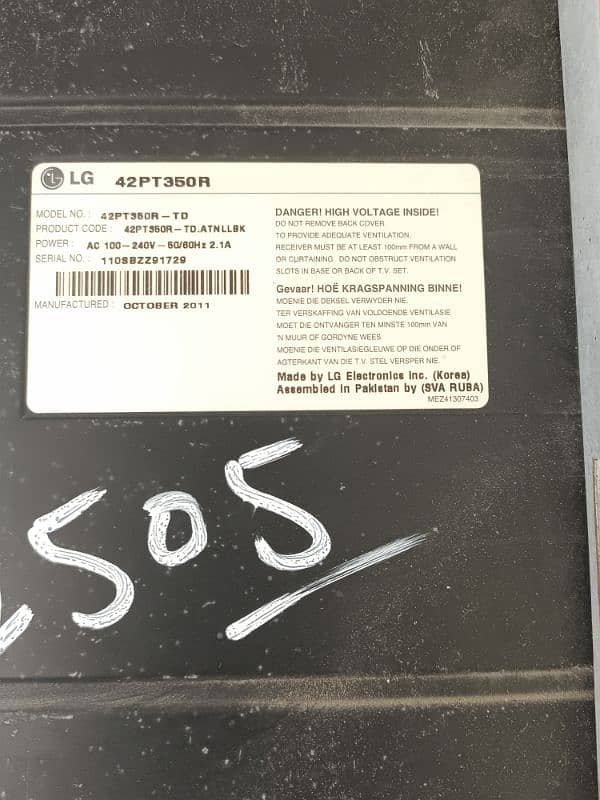 LG 42PT350R
MODEL NO. : 42PT350R-TD
PRODUCT CODE : 42PT350R-TD.ATNLLBK
POWER : AC 100-240V - 50/60Hz 2.1A
SERIAL NO. : 110SBZZ91729
MANUFACTURED : OCTOBER 2011
DANGER! HIGH VOLTAGE INSIDE!
DO NOT REMOVE BACK COVER
TO PROVIDE ADEQUATE VENTILATION,
RECEIVER MUST BE AT LEAST 100mm FROM A WALL
OR CURTAINING. DO NOT OBSTRUCT VENTILATION
SLOTS IN BASE OR BACK OF T.V. SET.
Gevaar! HOË KRAGSPANNING BINNE!
MOENIE DIE DEKSEL VERWYDER NIE.
TER VERSKAFFING VAN VOLDOENDE VENTILASIE
MOET DIE ONTVANGER TEN MINSTE 100mm VAN
'N MUUR OF GORDYNE WEES
MOENIE DIE VENTILASIEGLEUWE OP DIE ONDER OF
AGTERKANT VAN DIE T.V. STEL VERSPER NIE.
Made by LG Electronics Inc. (Korea)
Assembled in Pakistan by (SVA RUBA)
MEZ41307403
505